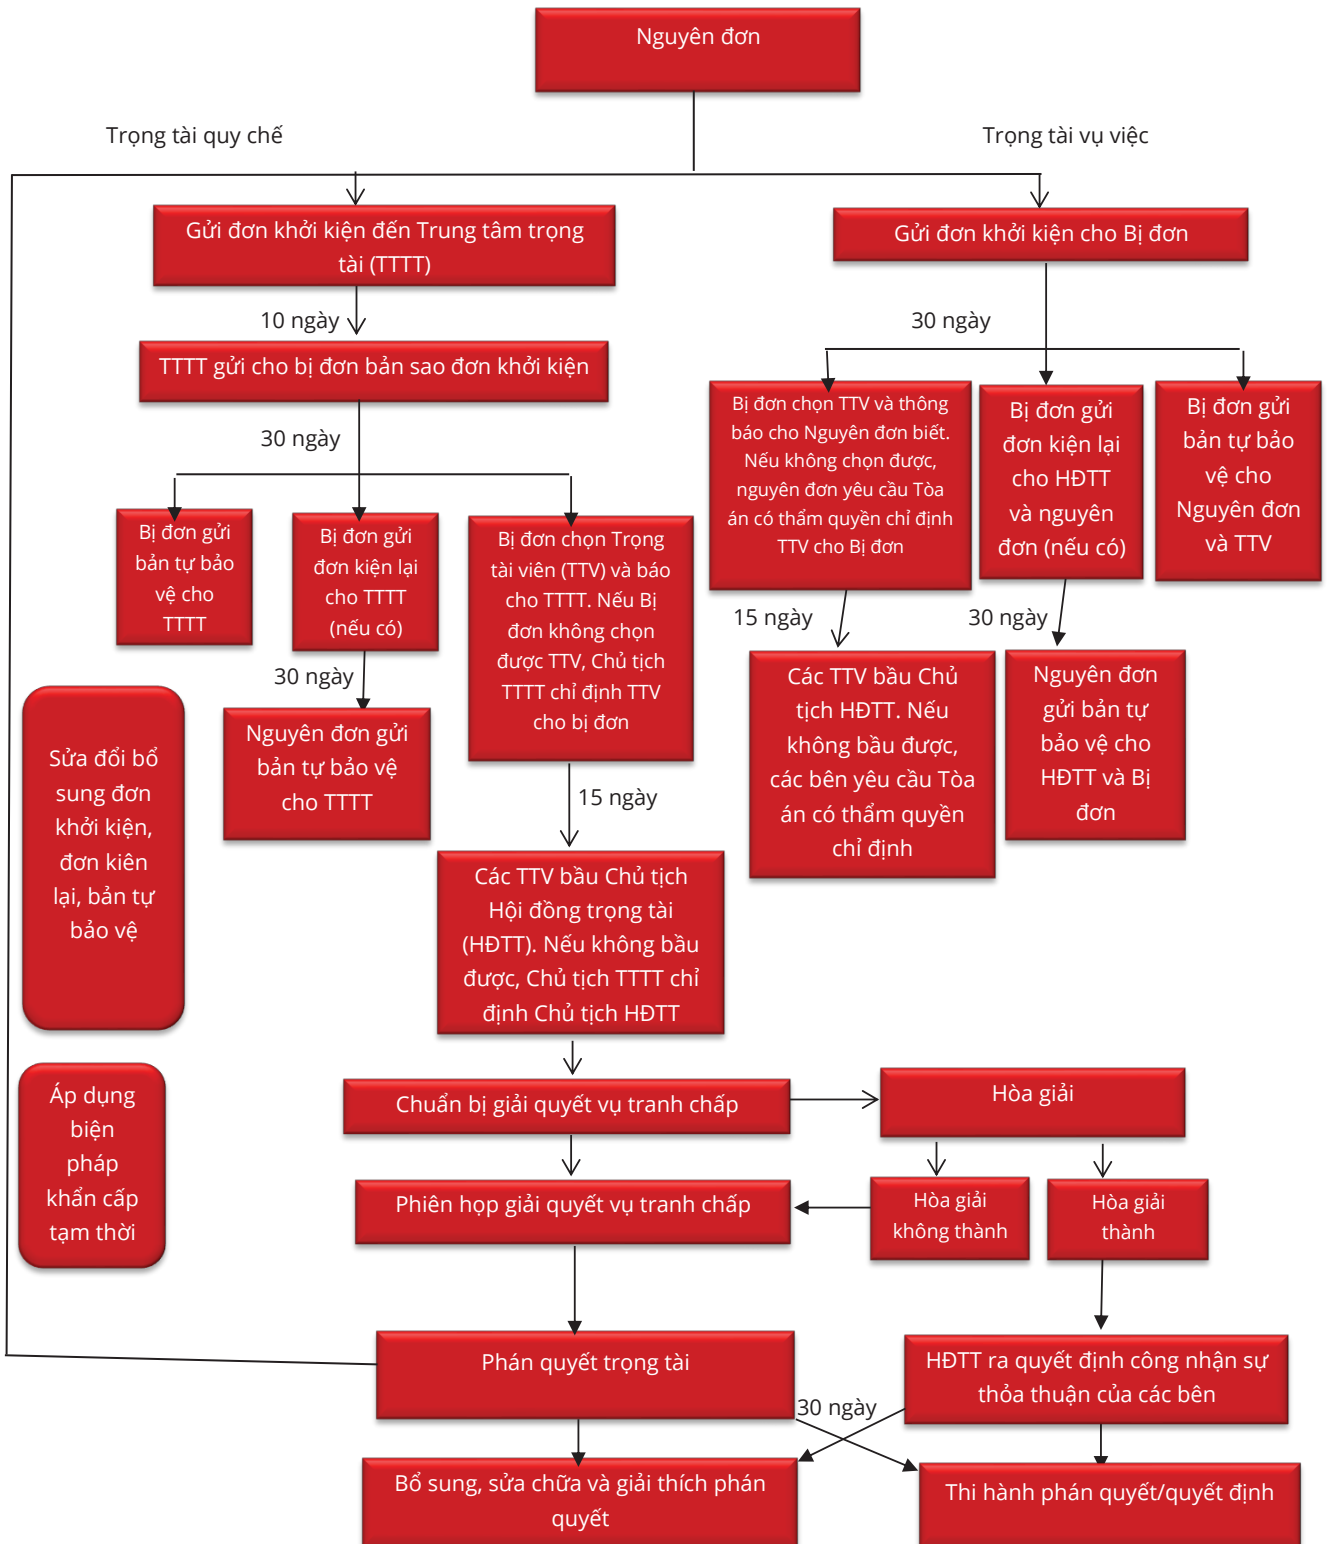 Nguyên đơn
Trọng tài quy chế
Trọng tài vụ việc
Gửi đơn khởi kiện đến Trung tâm trọng
tài (TTTT)
Gửi đơn khởi kiện cho Bị đơn
10 ngày
30 ngày
TTTT gửi cho bị đơn bản sao đơn khởi kiện
30 ngày
Bị đơn chọn TTV và thông
báo cho Nguyên đơn biết.
Nếu không chọn được,
nguyên đơn yêu cầu Tòa
án có thẩm quyền chỉ định
TTV cho Bị đơn
Bị đơn gửi
đơn kiện lại
cho HĐTT
và nguyên
đơn (nếu có)
Bị đơn gửi
bản tự bảo
vệ cho
Nguyên đơn
và TTV
Bị đơn gửi
bản tự bảo
vệ cho
TTTT
Bị đơn gửi
đơn kiện lại
cho TTTT
(nếu có)
Bị đơn chọn Trọng
tài viên (TTV) và báo
cho TTTT. Nếu Bị
đơn không chọn
được TTV, Chủ tịch
TTTT chỉ định TTV
cho bị đơn
15 ngày
30 ngày
30 ngày
Các TTV bầu Chủ
tịch HĐTT. Nếu
không bầu được,
các bên yêu cầu Tòa
án có thẩm quyền
chỉ định
Nguyên đơn
gửi bản tự
bảo vệ cho
HĐTT và Bị
đơn
Nguyên đơn gửi
bản tự bảo vệ
cho TTTT
Sửa đổi bổ
sung đơn
khởi kiện,
đơn kiên
lại, bản tự
bảo vệ
15 ngày
Các TTV bầu Chủ tịch
Hội đồng trọng tài
(HĐTT). Nếu không bầu
được, Chủ tịch TTTT chỉ
định Chủ tịch HĐTT
Áp dụng
biện
pháp
khẩn cấp
tạm thời
Chuẩn bị giải quyết vụ tranh chấp
Hòa giải
Phiên họp giải quyết vụ tranh chấp
Hòa giải
không thành
Hòa giải
thành
Phán quyết trọng tài
HĐTT ra quyết định công nhận sự
thỏa thuận của các bên
30 ngày
Bổ sung, sửa chữa và giải thích phán
quyết
Thi hành phán quyết/quyết định